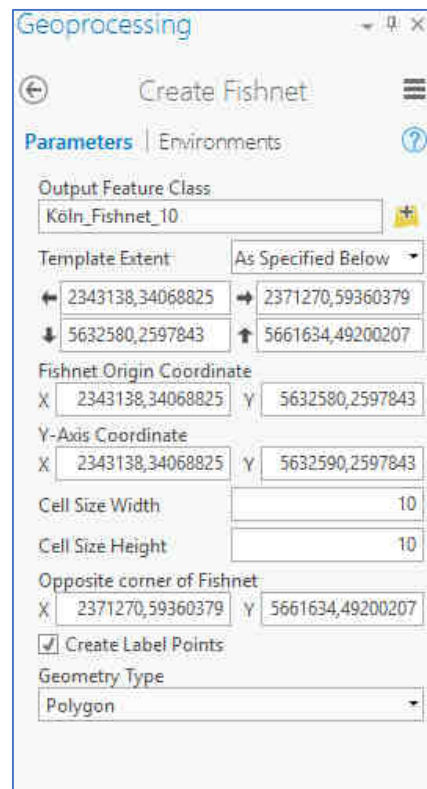 Geoprocessing
Create Fishnet
Parameters | Environments
Output Feature Class
Köln_Fishnet_10
Template Extent As Specified Below
2343138,34068825 2371270,59360379
5632580,2597843 5661634,49200207
Fishnet Origin Coordinate
X 2343138,34068825 Y 5632580,2597843
Y-Axis Coordinate
X 2343138,34068825 Y 5632590,2597843
Cell Size Width 10
Cell Size Height 10
Opposite corner of Fishnet
X 2371270,59360379 Y 5661634,49200207
Create Label Points
Geometry Type
Polygon